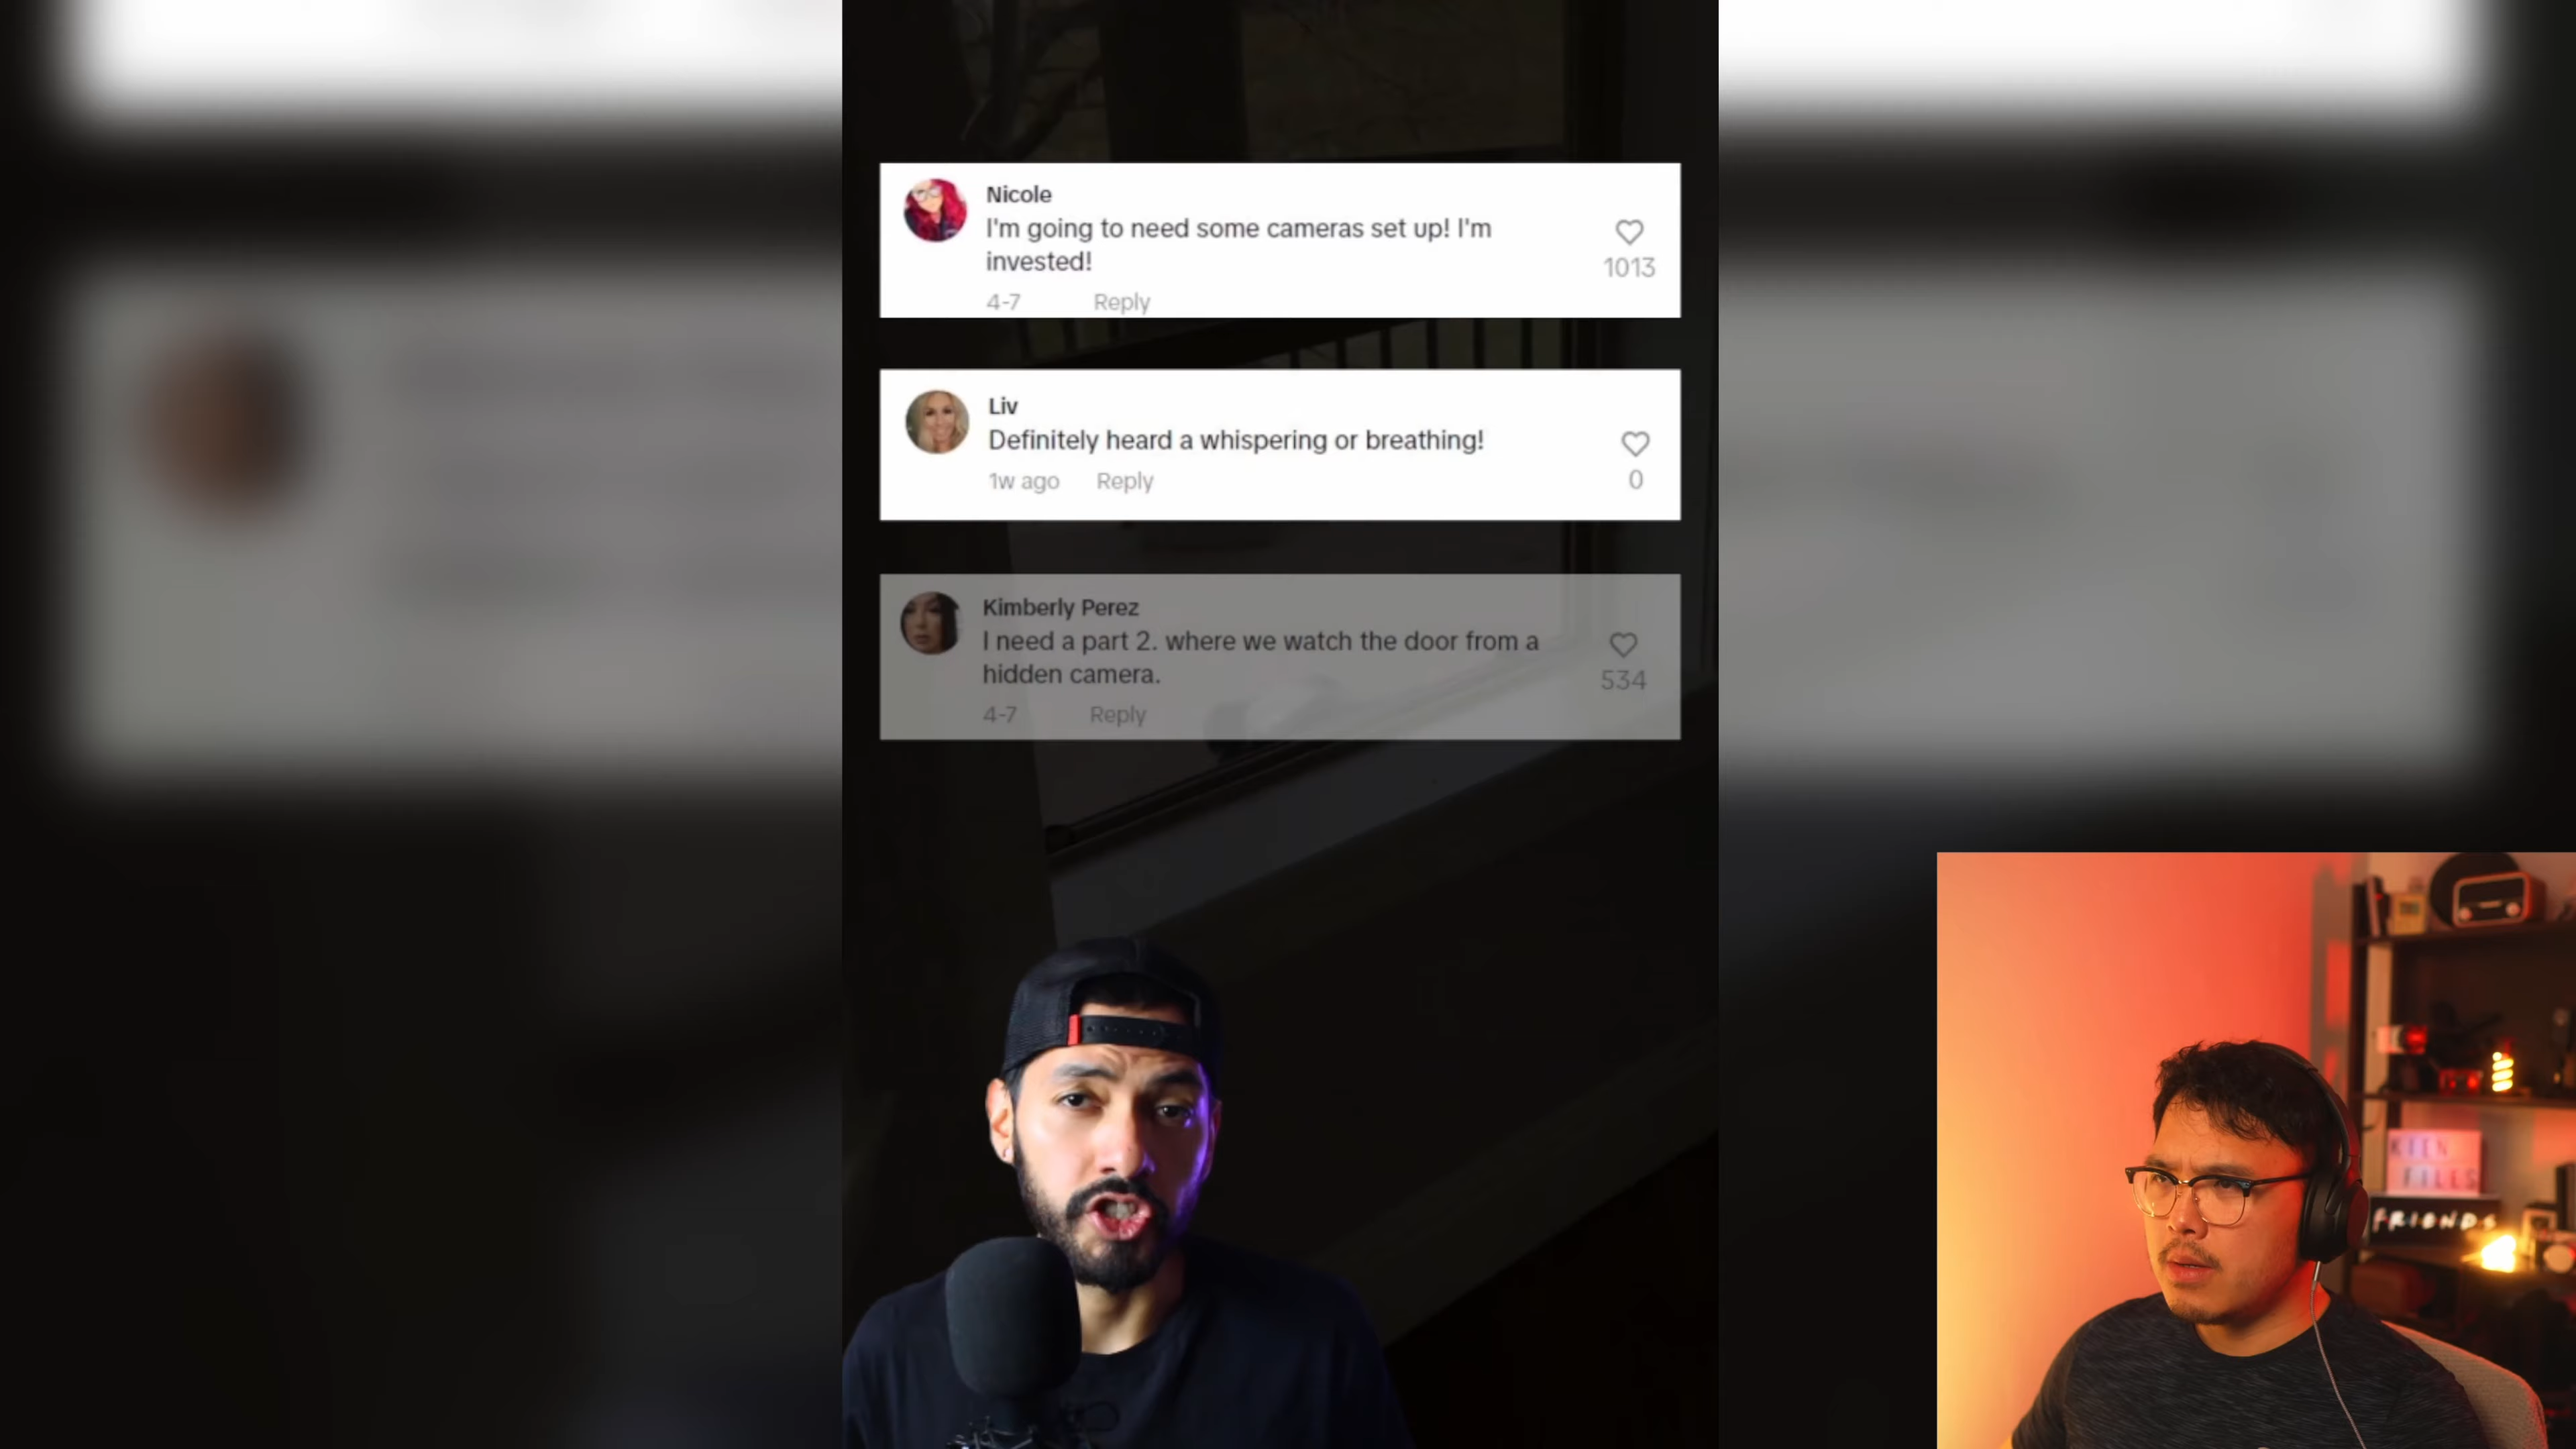 Nicole
I'm going to need some cameras set up! I'm
invested!
1013
4-7 Reply
Liv
Definitely heard a whispering or breathing!
1w ago Reply
0
Kimberly Perez
I need a part 2. where we watch the door from a
hidden camera.
534
4-7 Reply
FRIENDS